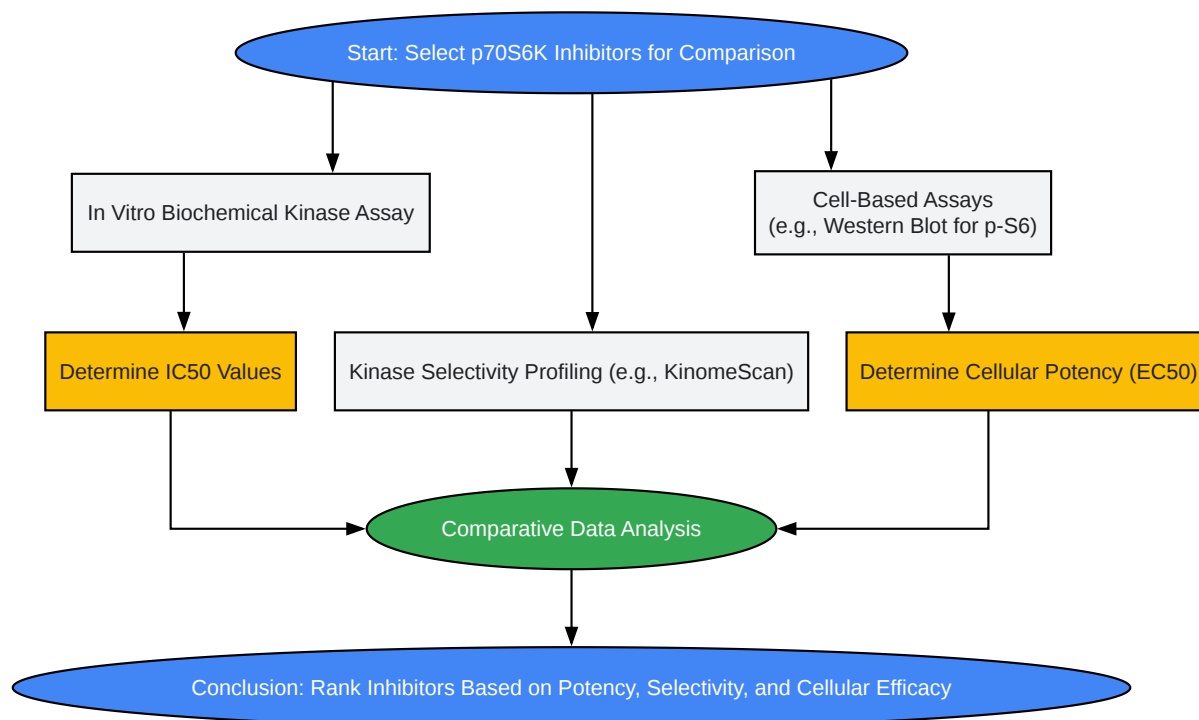 Start: Select p70S6K Inhibitors for Comparison
In Vitro Biochemical Kinase Assay
Cell-Based Assays
(e.g., Western Blot for p-S6)
Determine IC50 Values
Kinase Selectivity Profiling (e.g., KinomeScan)
Determine Cellular Potency (EC50)
Comparative Data Analysis
Conclusion: Rank Inhibitors Based on Potency, Selectivity, and Cellular Efficacy